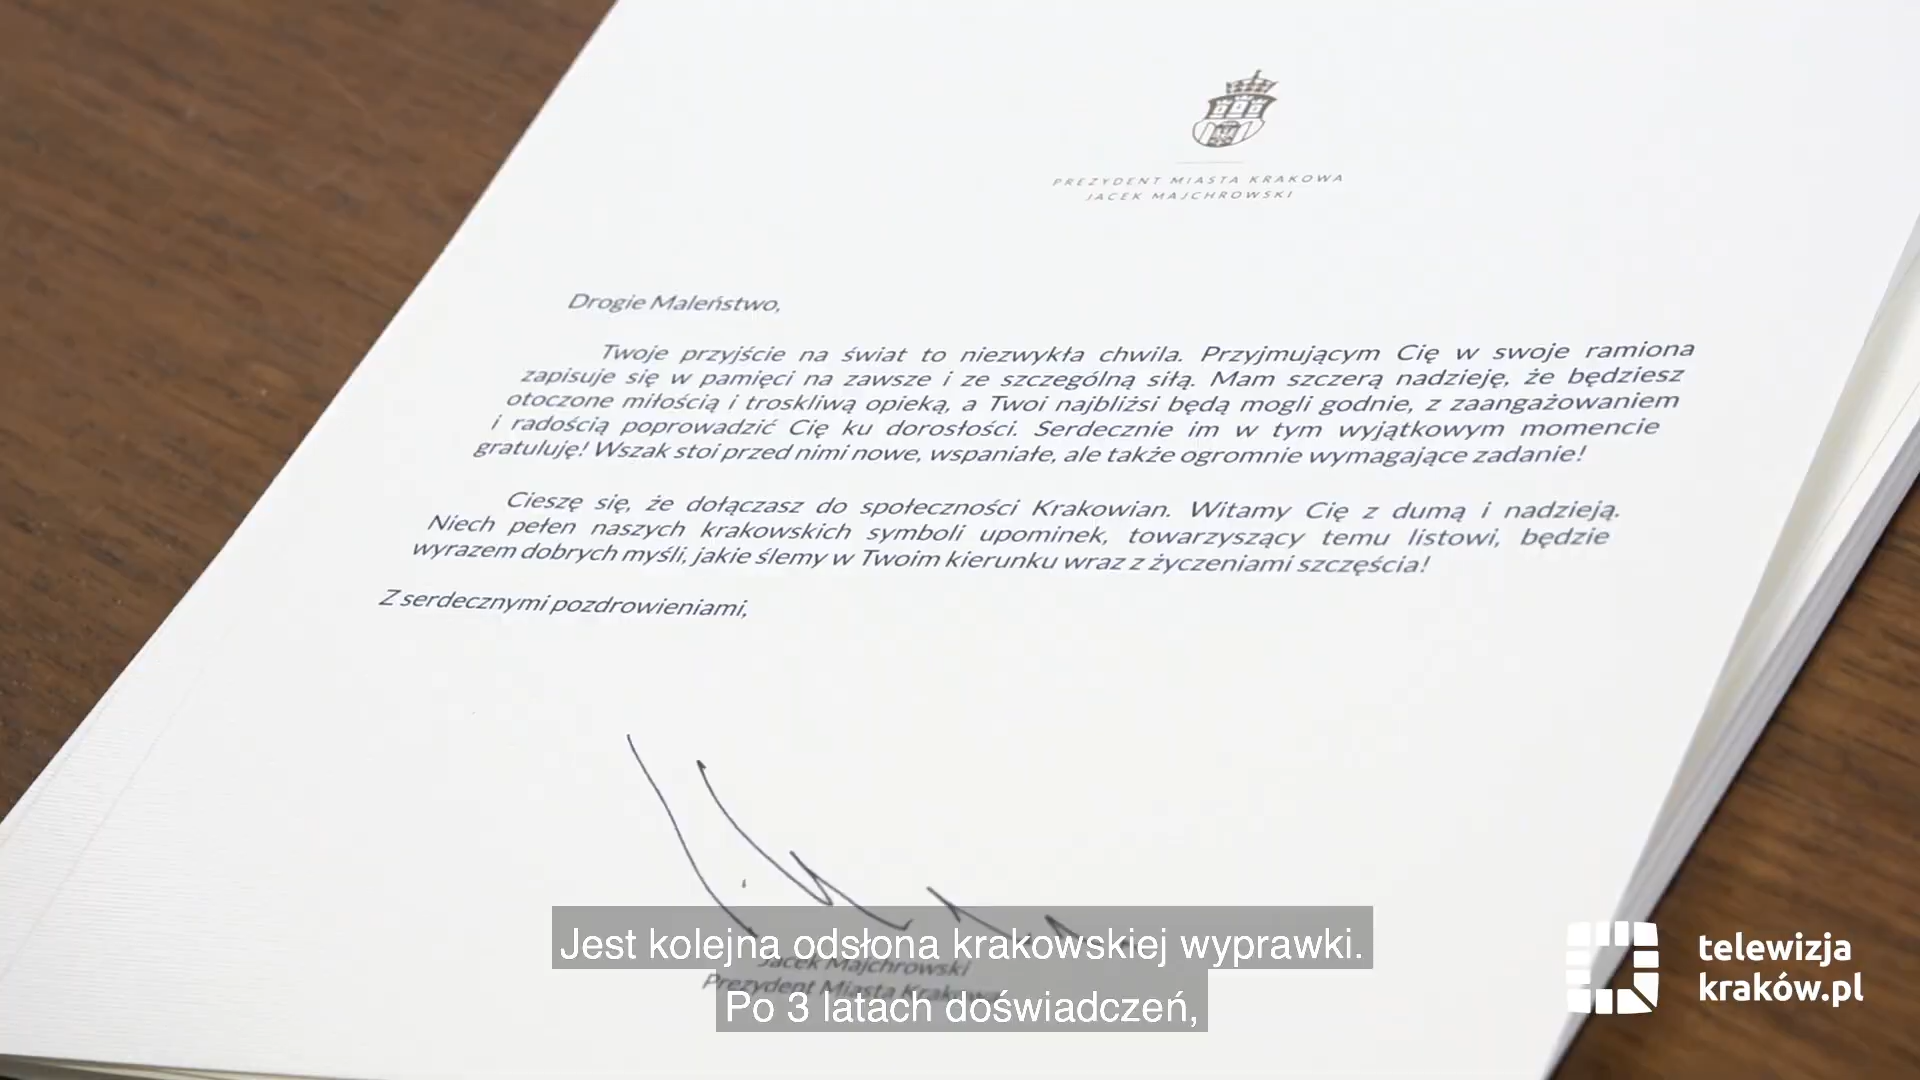 PREZYDENT MIASTA KRAKOWA
JACEK MAJCHROWSKI
Drogie Maleństwo,
Twoje przyjście na świat to niezwykła chwila. Przyjmującym Cię w swoje ramiona
zapisuje się w pamięci na zawsze i ze szczególną siłą. Mam szczerą nadzieję, że będziesz
otoczone miłością i troskliwą opieką, a Twoi najbliżsi będą mogli godnie, z zaangażowaniem
i radością poprowadzić Cię ku dorosłości. Serdecznie im w tym wyjątkowym momencie
gratuluję! Wszak stoi przed nimi nowe, wspaniałe, ale także ogromnie wymagające zadanie!
Cieszę się, że dołączasz do społeczności Krakowian. Witamy Cię z dumą i nadzieją.
Niech pełen naszych krakowskich symboli upominek, towarzyszący temu listowi, będzie
wyrazem dobrych myśli, jakie ślemy w Twoim kierunku wraz z życzeniami szczęścia!
Z serdecznymi pozdrowieniami,
Jacek Majchrowski
Prezydent Miasta Krakowa
Jest kolejna odsłona krakowskiej wyprawki.
Po 3 latach doświadczeń,
telewizja
kraków.pl